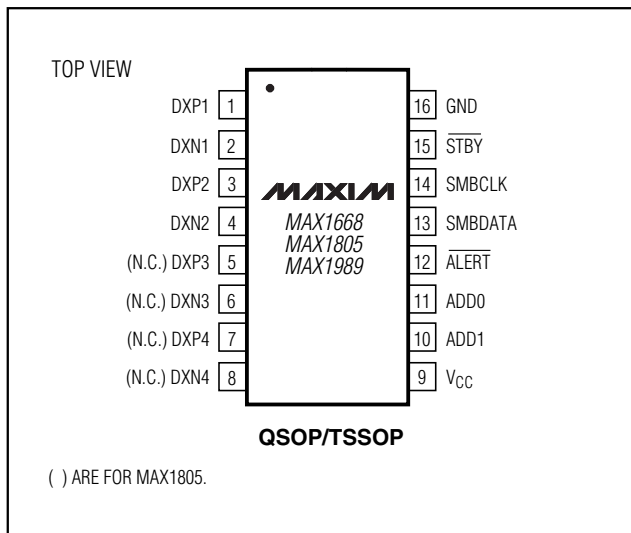 TOP VIEW
DXP1 1
DXN1 2
DXP2 3
DXN2 4
(N.C.) DXP3 5
(N.C.) DXN3 6
(N.C.) DXP4 7
(N.C.) DXN4 8
MAXIM
MAX1668
MAX1805
MAX1989
16 GND
15 S̅T̅B̅Y̅
14 SMBCLK
13 SMBDATA
12 A̅L̅E̅R̅T̅
11 ADD0
10 ADD1
9 VCC
QSOP/TSSOP
( ) ARE FOR MAX1805.